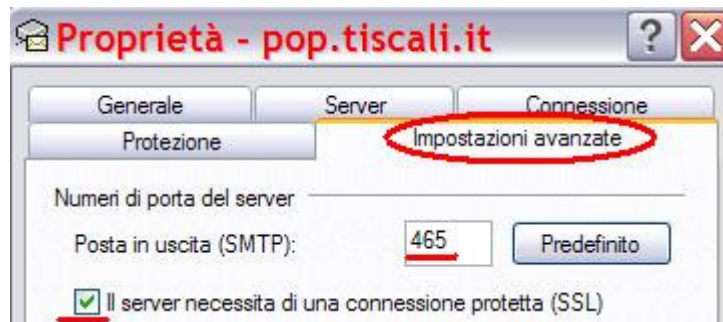 Proprietà - pop.tiscali.it
Generale Server Connessione
Protezione Impostazioni avanzate
Numeri di porta del server
Posta in uscita (SMTP): 465 Predefinito
Il server necessita di una connessione protetta (SSL)